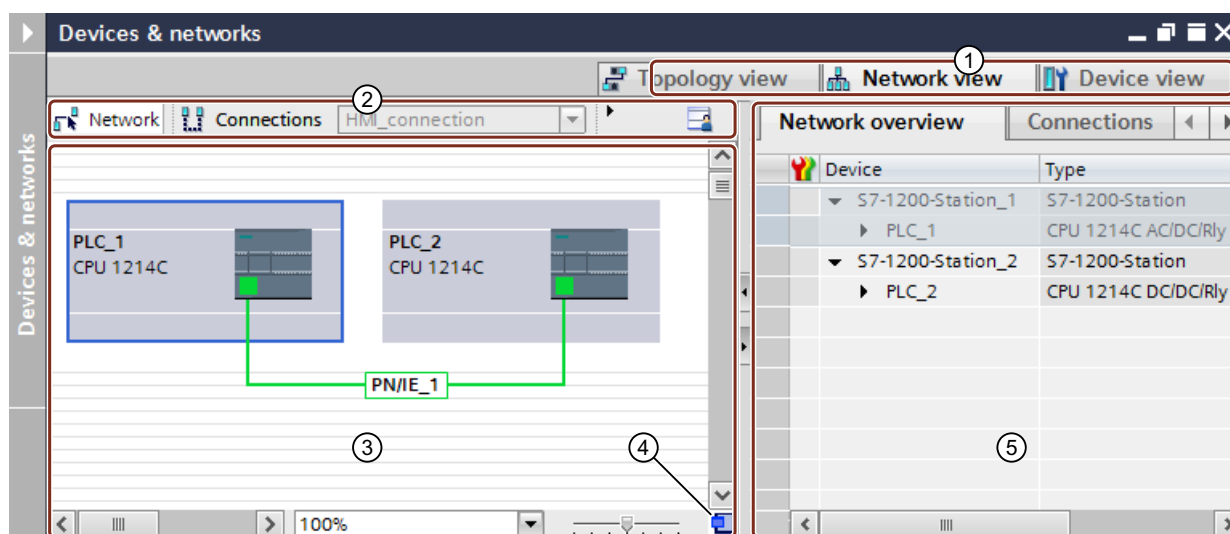 Devices & networks
Devices & networks
1
Topology view Network view Device view
2
Network Connections HMI_connection
Network overview Connections
Device Type
S7-1200-Station_1 S7-1200-Station
PLC_1 CPU 1214C AC/DC/Rly
S7-1200-Station_2 S7-1200-Station
PLC_2 CPU 1214C DC/DC/Rly
PLC_1
CPU 1214C
PLC_2
CPU 1214C
PN/IE_1
3
4
5
100%